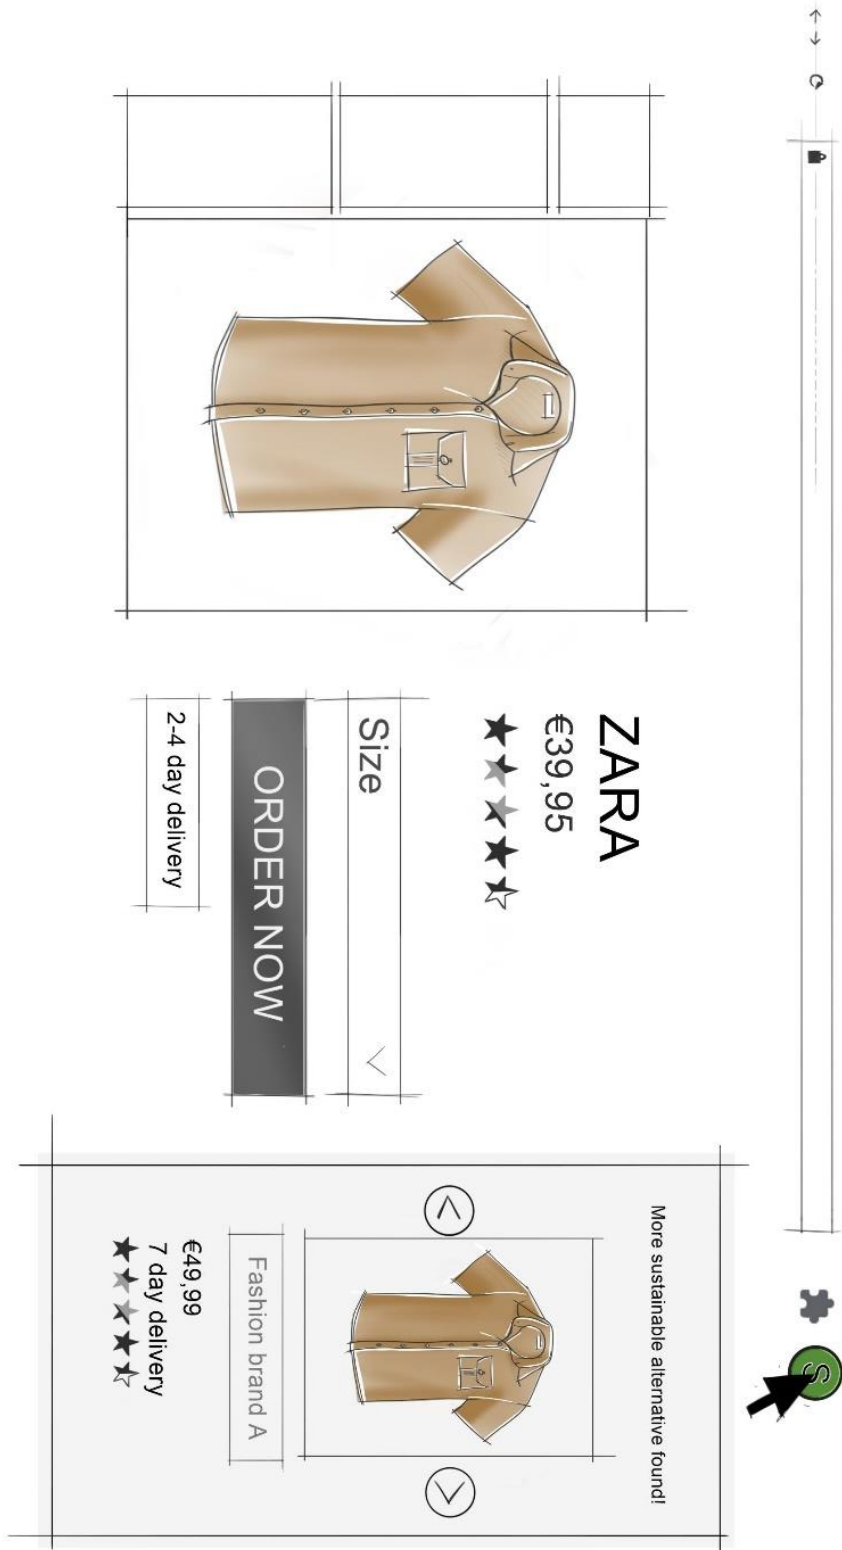 S
ZARA
€39,95
Size
ORDER NOW
2-4 day delivery
More sustainable alternative found!
Fashion brand A
€49,99
7 day delivery